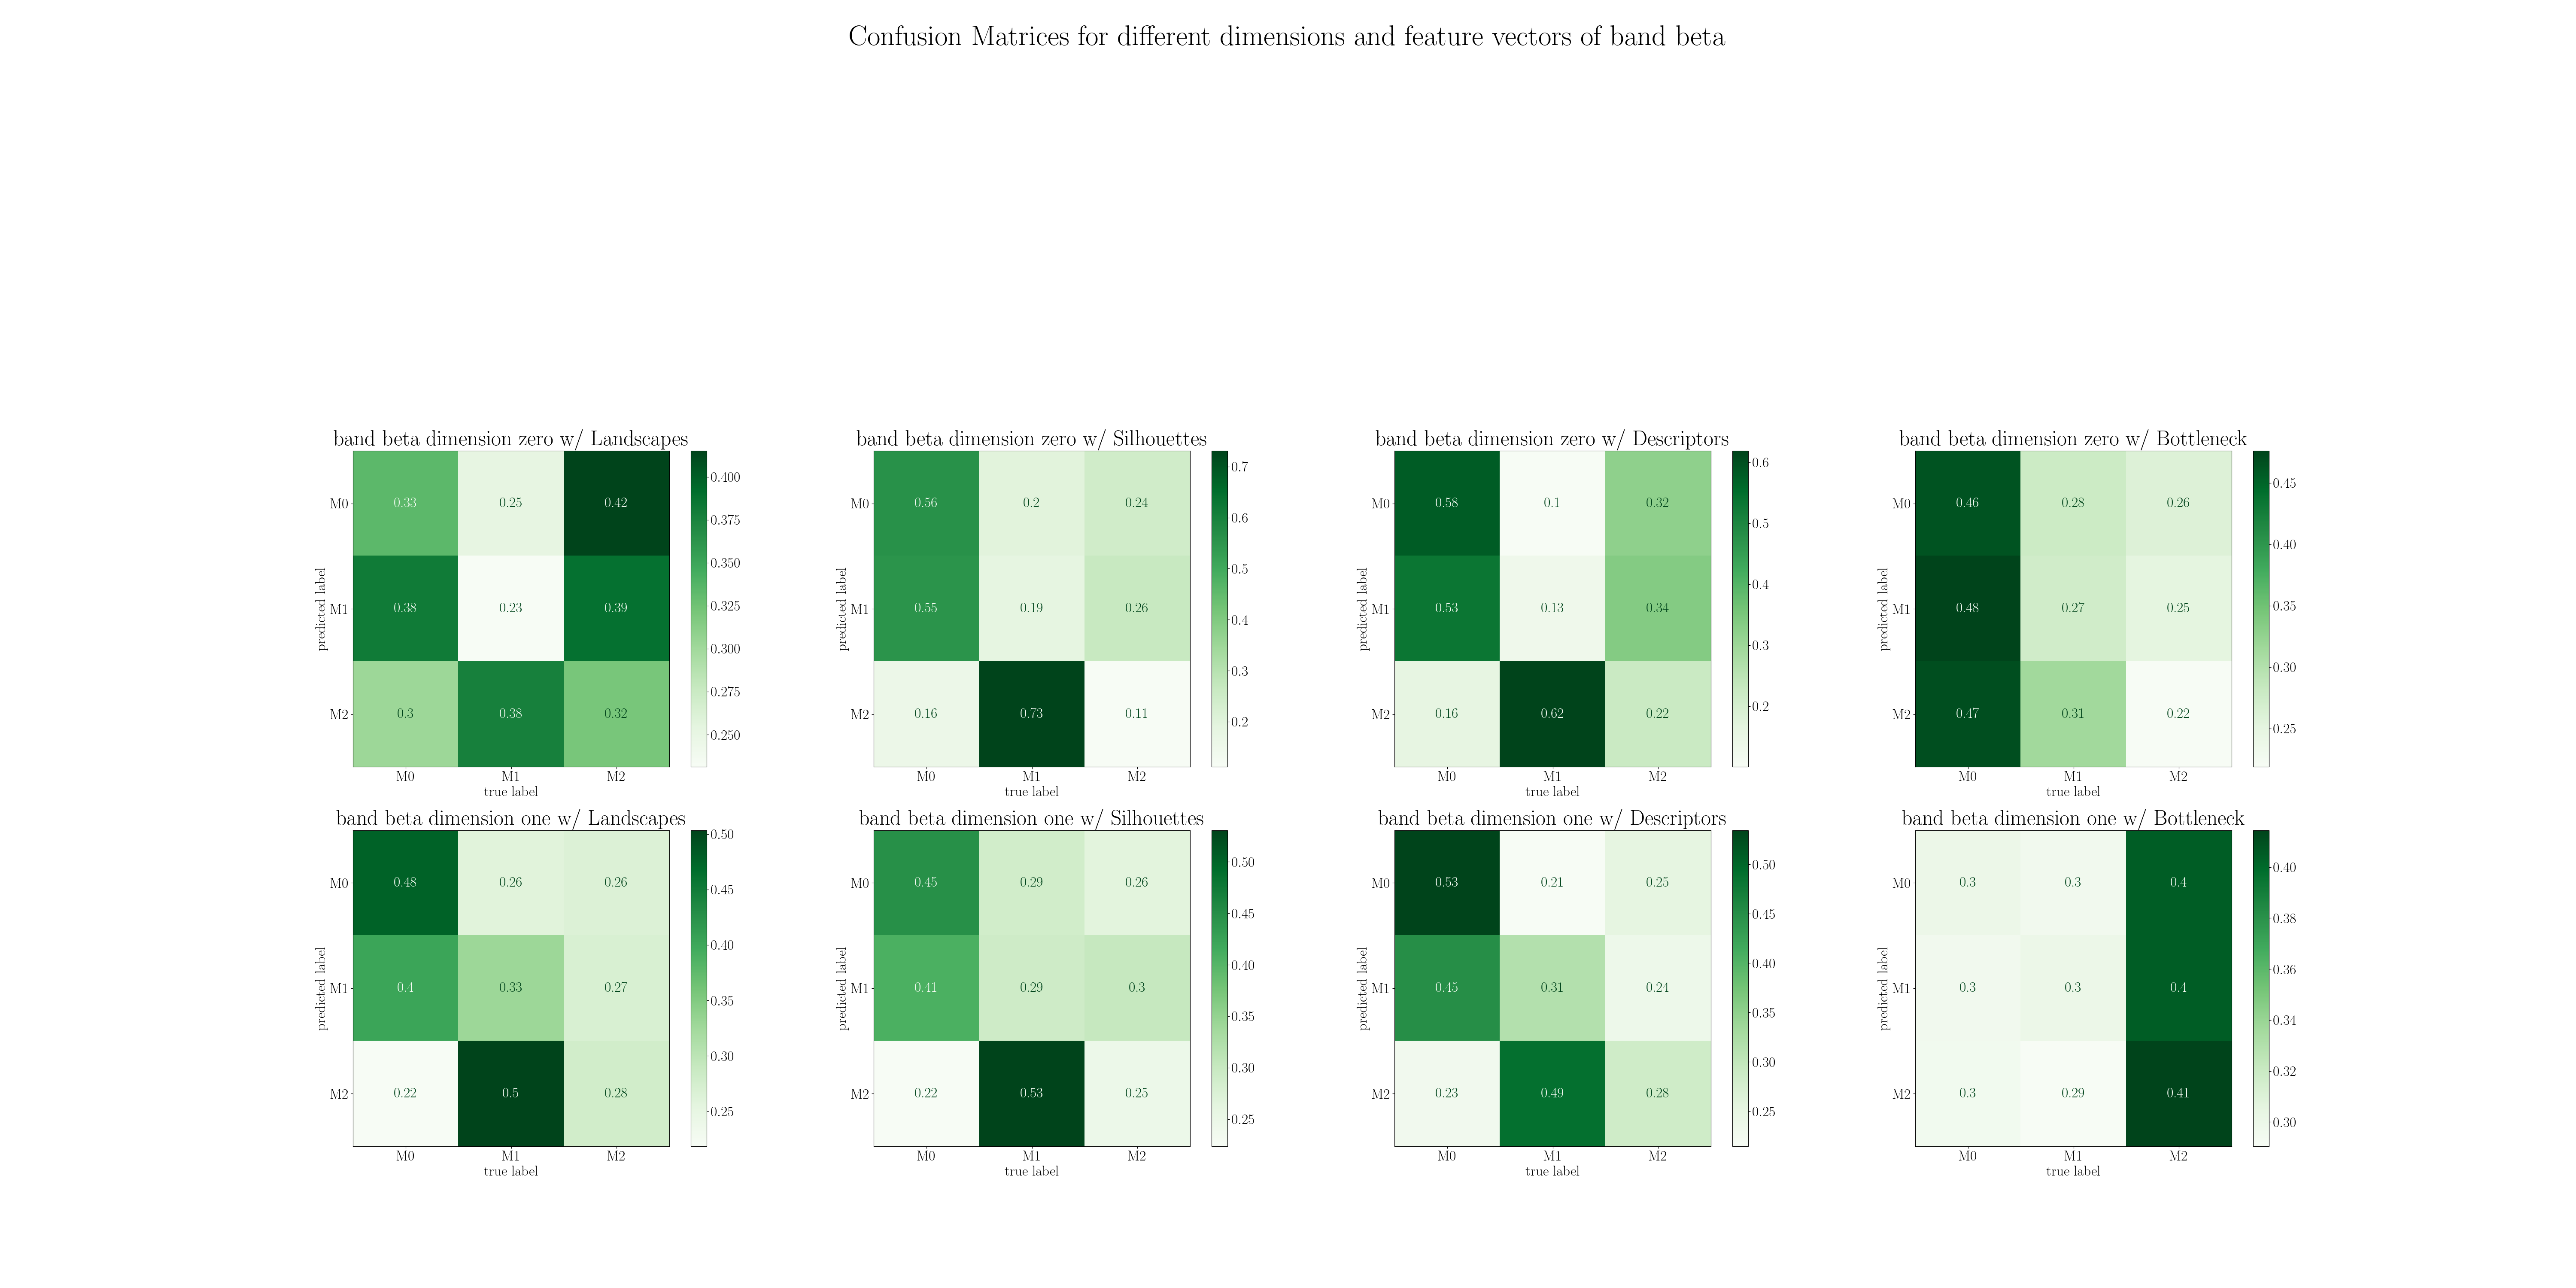 Confusion Matrices for different dimensions and feature vectors of band beta
band beta dimension zero w/ Landscapes
predicted label
M0 0.33 0.25 0.42
M1 0.38 0.23 0.39
M2 0.3 0.38 0.32
M0 M1 M2
true label
0.400
0.375
0.350
0.325
0.300
0.275
0.250
band beta dimension zero w/ Silhouettes
predicted label
M0 0.56 0.2 0.24
M1 0.55 0.19 0.26
M2 0.16 0.73 0.11
M0 M1 M2
true label
0.7
0.6
0.5
0.4
0.3
0.2
band beta dimension zero w/ Descriptors
predicted label
M0 0.58 0.1 0.32
M1 0.53 0.13 0.34
M2 0.16 0.62 0.22
M0 M1 M2
true label
0.6
0.5
0.4
0.3
0.2
band beta dimension zero w/ Bottleneck
predicted label
M0 0.46 0.28 0.26
M1 0.48 0.27 0.25
M2 0.47 0.31 0.22
M0 M1 M2
true label
0.45
0.40
0.35
0.30
0.25
band beta dimension one w/ Landscapes
predicted label
M0 0.48 0.26 0.26
M1 0.4 0.33 0.27
M2 0.22 0.5 0.28
M0 M1 M2
true label
0.50
0.45
0.40
0.35
0.30
0.25
band beta dimension one w/ Silhouettes
predicted label
M0 0.45 0.29 0.26
M1 0.41 0.29 0.3
M2 0.22 0.53 0.25
M0 M1 M2
true label
0.50
0.45
0.40
0.35
0.30
0.25
band beta dimension one w/ Descriptors
predicted label
M0 0.53 0.21 0.25
M1 0.45 0.31 0.24
M2 0.23 0.49 0.28
M0 M1 M2
true label
0.50
0.45
0.40
0.35
0.30
0.25
band beta dimension one w/ Bottleneck
predicted label
M0 0.3 0.3 0.4
M1 0.3 0.3 0.4
M2 0.3 0.29 0.41
M0 M1 M2
true label
0.40
0.38
0.36
0.34
0.32
0.30